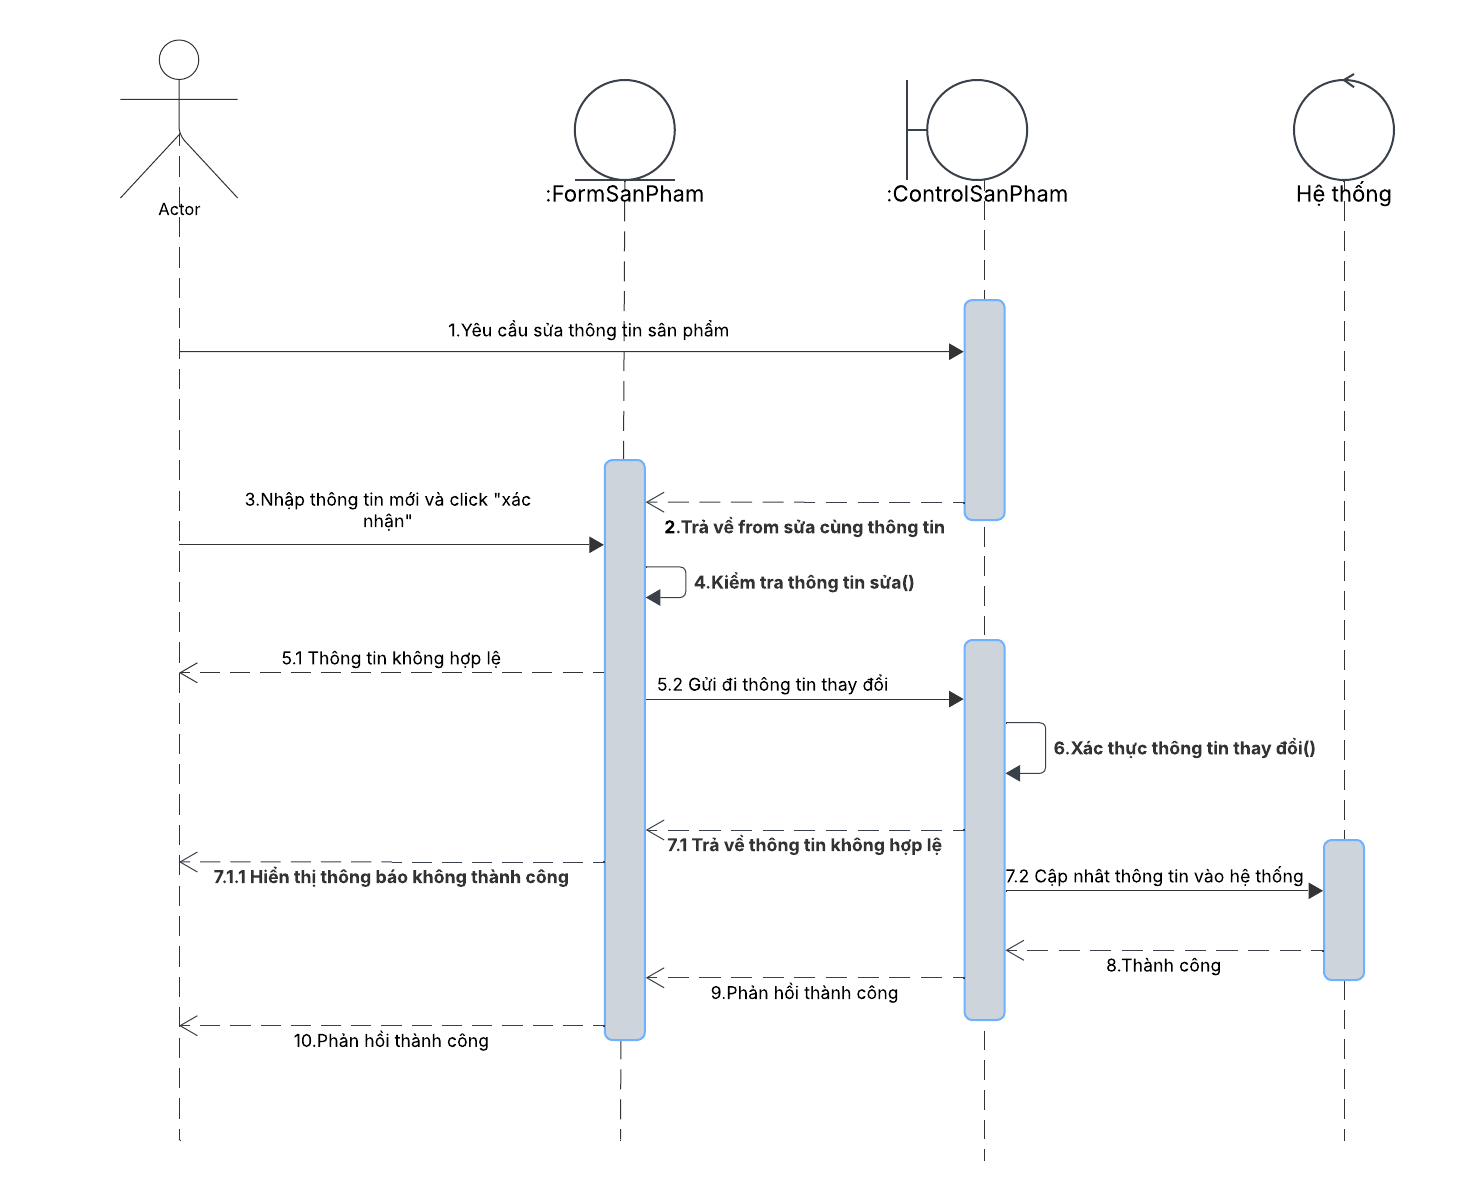 Actor
:FormSanPham
:ControlSanPham
Hệ thống
1.Yêu cầu sửa thông tin sân phẩm
2.Trả về from sửa cùng thông tin
3.Nhập thông tin mới và click "xác
nhận"
4.Kiểm tra thông tin sửa()
5.1 Thông tin không hợp lệ
5.2 Gửi đi thông tin thay đổi
6.Xác thực thông tin thay đổi()
7.1 Trả về thông tin không hợp lệ
7.1.1 Hiển thị thông báo không thành công
7.2 Cập nhât thông tin vào hệ thống
8.Thành công
9.Phản hồi thành công
10.Phản hồi thành công